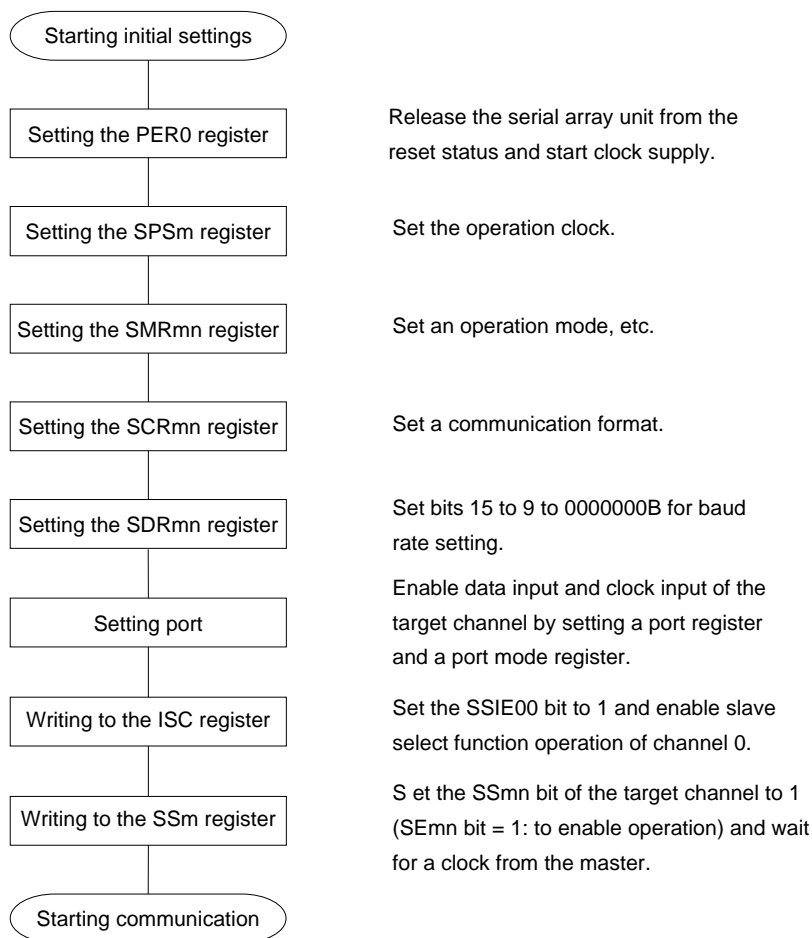 Starting initial settings
Setting the PER0 register
Release the serial array unit from the
reset status and start clock supply.
Setting the SPSm register
Set the operation clock.
Setting the SMRmn register
Set an operation mode, etc.
Setting the SCRmn register
Set a communication format.
Setting the SDRmn register
Set bits 15 to 9 to 0000000B for baud
rate setting.
Setting port
Enable data input and clock input of the
target channel by setting a port register
and a port mode register.
Writing to the ISC register
Set the SSIE00 bit to 1 and enable slave
select function operation of channel 0.
Writing to the SSm register
S et the SSmn bit of the target channel to 1
(SEmn bit = 1: to enable operation) and wait
for a clock from the master.
Starting communication